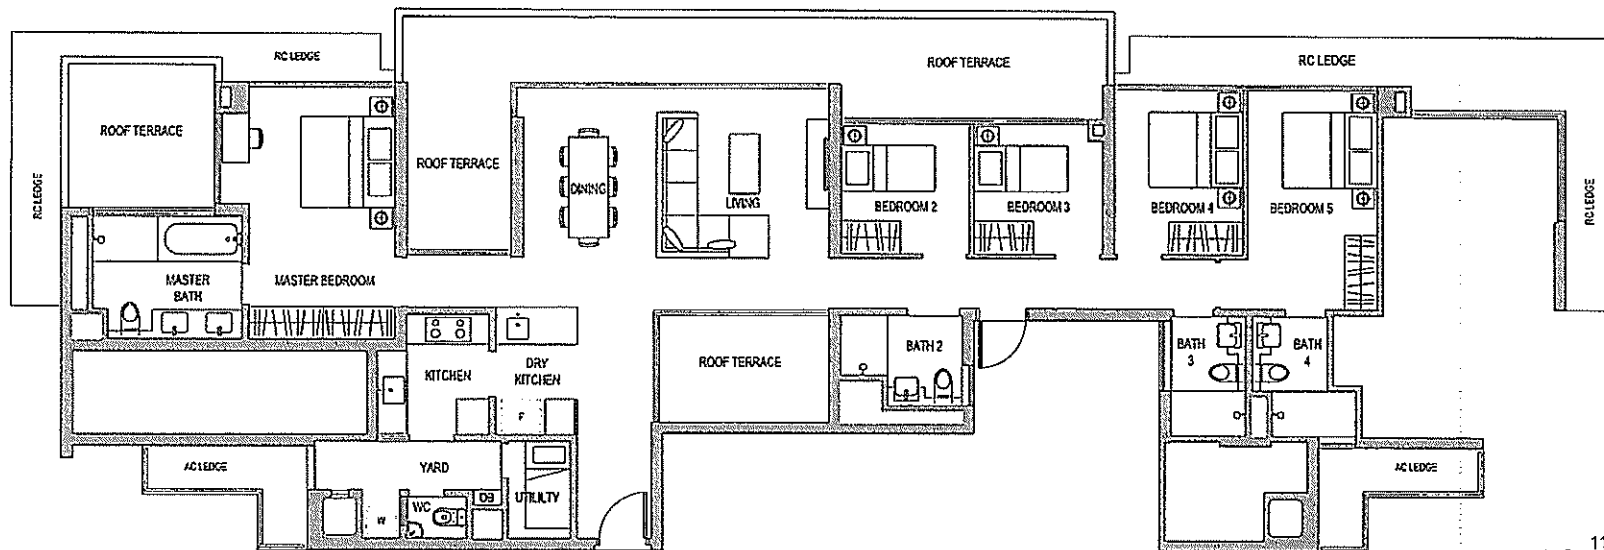 RC LEDGE
ROOF TERRACE
RC LEDGE
ROOF TERRACE
ROOF TERRACE
RC LEDGE
RC LEDGE
DINING
LIVING
BEDROOM 2
BEDROOM 3
BEDROOM 4
BEDROOM 5
MASTER
BATH
MASTER BEDROOM
KITCHEN
DRY
KITCHEN
F
ROOF TERRACE
BATH 2
BATH
3
BATH
4
AC LEDGE
YARD
AC LEDGE
WC
DB
UTILILTY
W
11